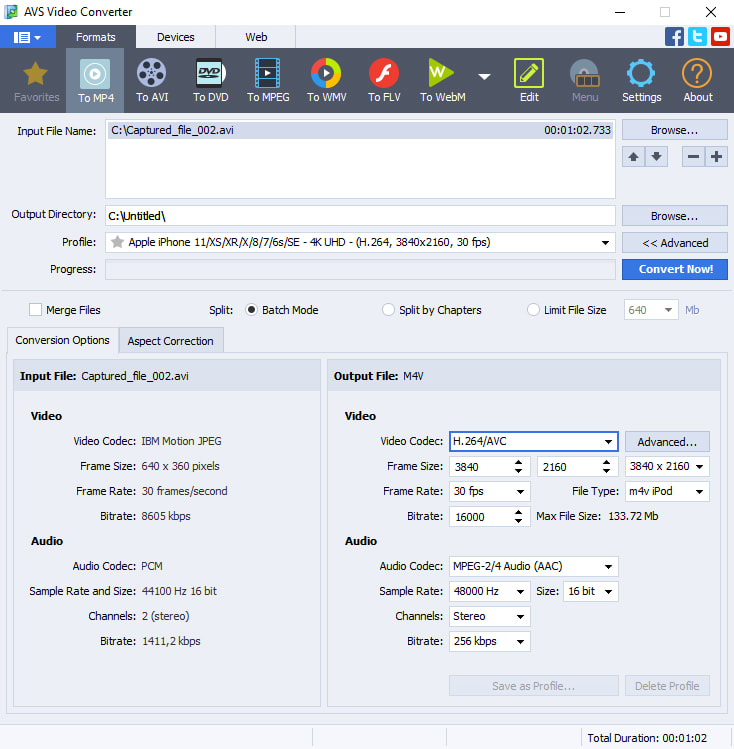 AVS Video Converter
Formats Devices Web
Favorites To MP4 To AVI DVD To DVD To MPEG To WMV To FLV W To WebM Edit Menu Settings ? About
Input File Name: C:\Captured_file_002.avi 00:01:02.733 Browse...
Output Directory: C:\Untitled\ Browse...
Profile: Apple iPhone 11/XS/XR/X/8/7/6s/SE - 4K UHD - (H.264, 3840x2160, 30 fps) << Advanced
Progress: Convert Now!
Merge Files Split: Batch Mode Split by Chapters Limit File Size 640 Mb
Conversion Options Aspect Correction
Input File: Captured_file_002.avi
Video
Video Codec: IBM Motion JPEG
Frame Size: 640 x 360 pixels
Frame Rate: 30 frames/second
Bitrate: 8605 kbps
Audio
Audio Codec: PCM
Sample Rate and Size: 44100 Hz 16 bit
Channels: 2 (stereo)
Bitrate: 1411,2 kbps
Output File: M4V
Video
Video Codec: H.264/AVC Advanced...
Frame Size: 3840 2160 3840 x 2160
Frame Rate: 30 fps File Type: m4v iPod
Bitrate: 16000 Max File Size: 133.72 Mb
Audio
Audio Codec: MPEG-2/4 Audio (AAC)
Sample Rate: 48000 Hz Size: 16 bit
Channels: Stereo
Bitrate: 256 kbps
Save as Profile... Delete Profile
Total Duration: 00:01:02